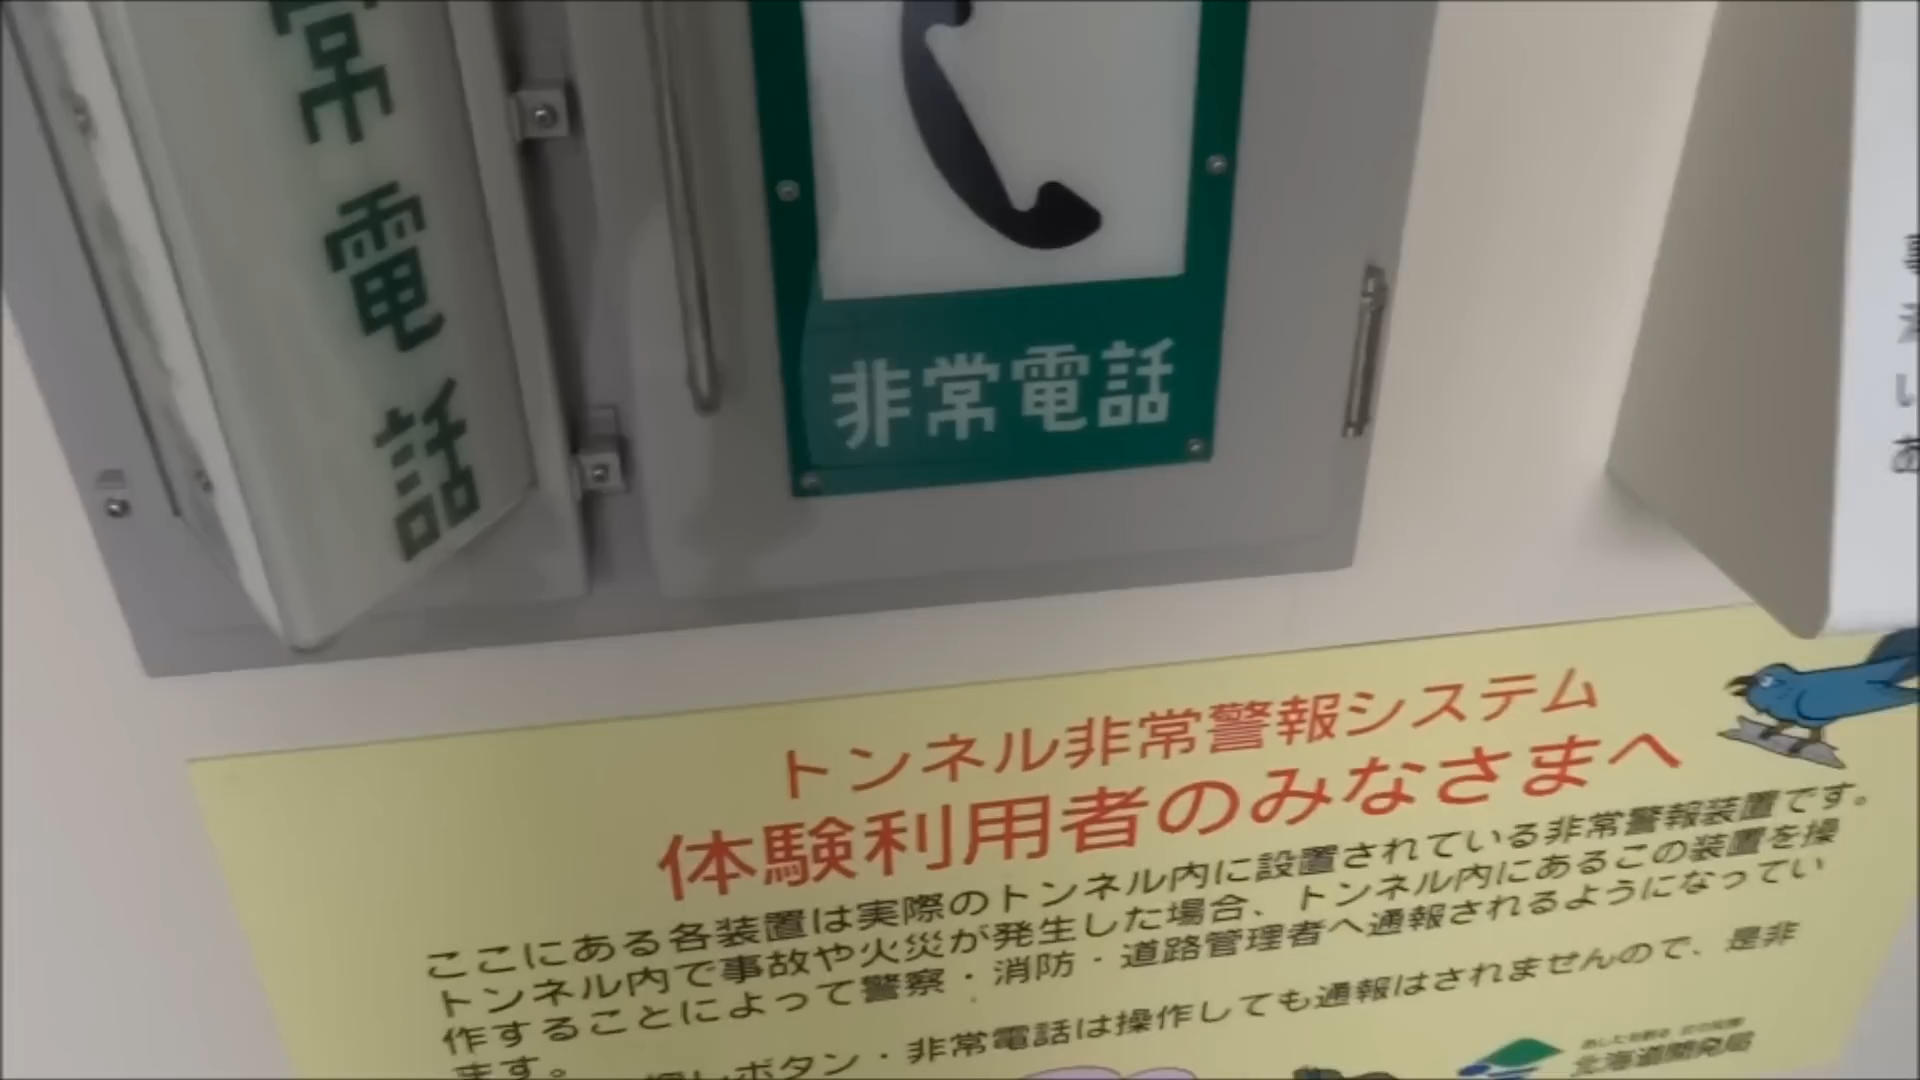 常電話
非常電話
トンネル非常警報システム
体験利用者のみなさまへ
ここにある各装置は実際のトンネル内に設置されている非常警報装置です。
トンネル内で事故や火災が発生した場合、トンネル内にあるこの装置を操
作することによって警察・消防・道路管理者へ通報されるようになってい
ます。
ボタン・非常電話は操作しても通報はされませんので、是非
北海道開発局